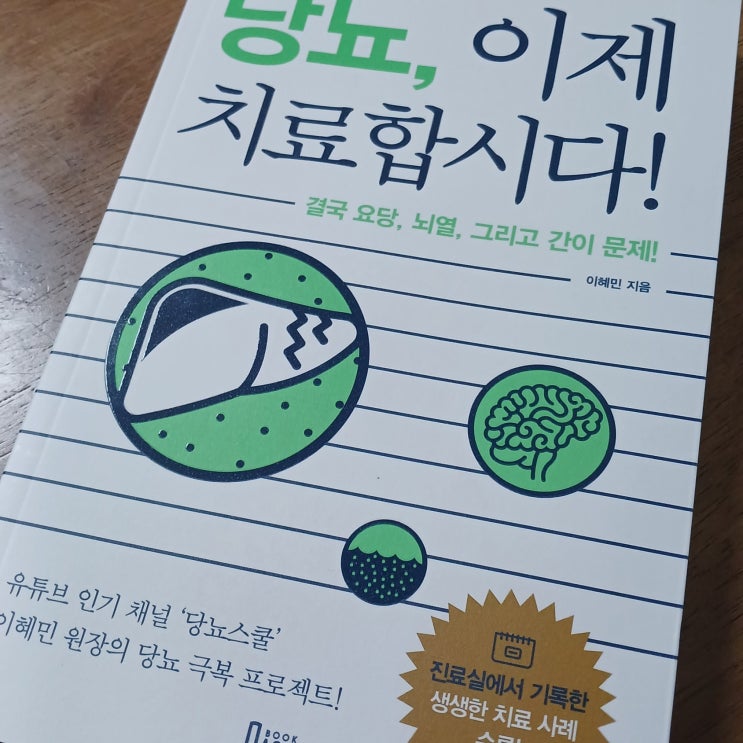 당뇨, 이제
치료합시다!
결국 요당, 뇌열, 그리고 간이 문제!
이혜민 지음
유튜브 인기 채널 '당뇨스쿨'
이혜민 원장의 당뇨 극복 프로젝트!
진료실에서 기록한
생생한 치료 사례
BOOK